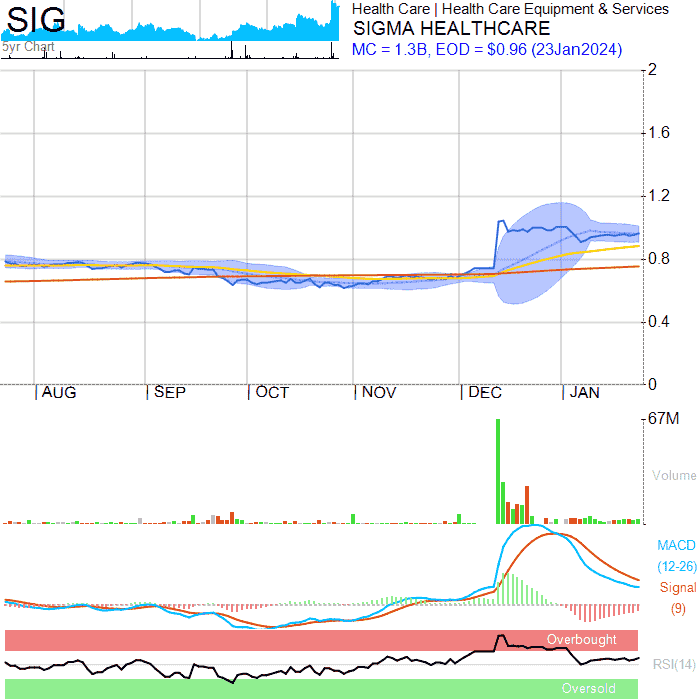 SIG
5yr Chart
Health Care | Health Care Equipment & Services
SIGMA HEALTHCARE
MC = 1.3B, EOD = $0.96 (23Jan2024)
2
1.6
1.2
0.8
0.4
0
AUG SEP OCT NOV DEC JAN
67M
Volume
MACD
(12-26)
Signal
(9)
Overbought
RSI(14)
Oversold